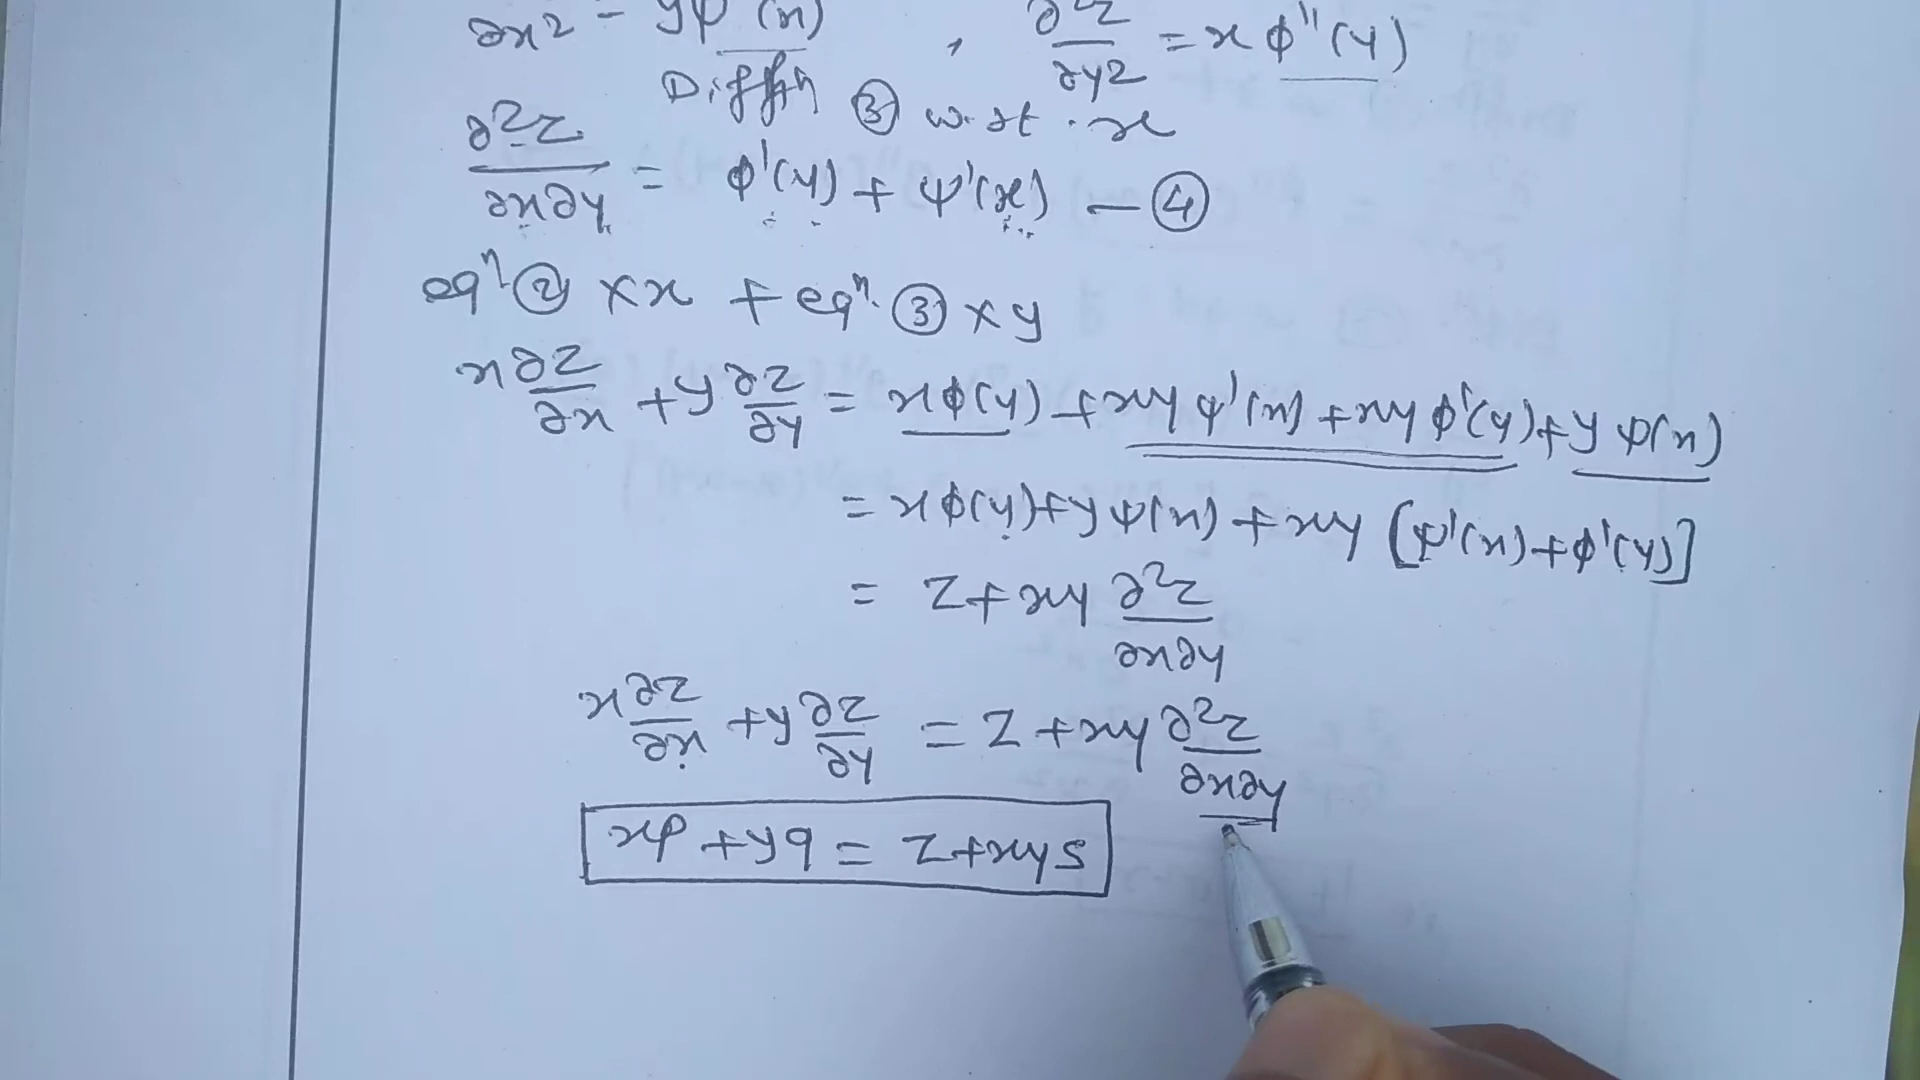 ∂x2 = yψ''(x) , ∂²z/∂y2 = xϕ''(y)
Diffn ③ w.rt. x
∂²z/∂x∂y = ϕ'(y) + ψ'(x) — ④
eqⁿ ② × x + eqⁿ. ③ × y
x ∂z/∂x + y ∂z/∂y = xϕ(y) + xy ψ'(x) + xy ϕ'(y) + y ψ(x)
= xϕ(y) + y ψ(x) + xy [ψ'(x) + ϕ'(y)]
= z + xy ∂²z/∂x∂y
x ∂z/∂x + y ∂z/∂y = z + xy ∂²z/∂x∂y
xp + yq = z + xys